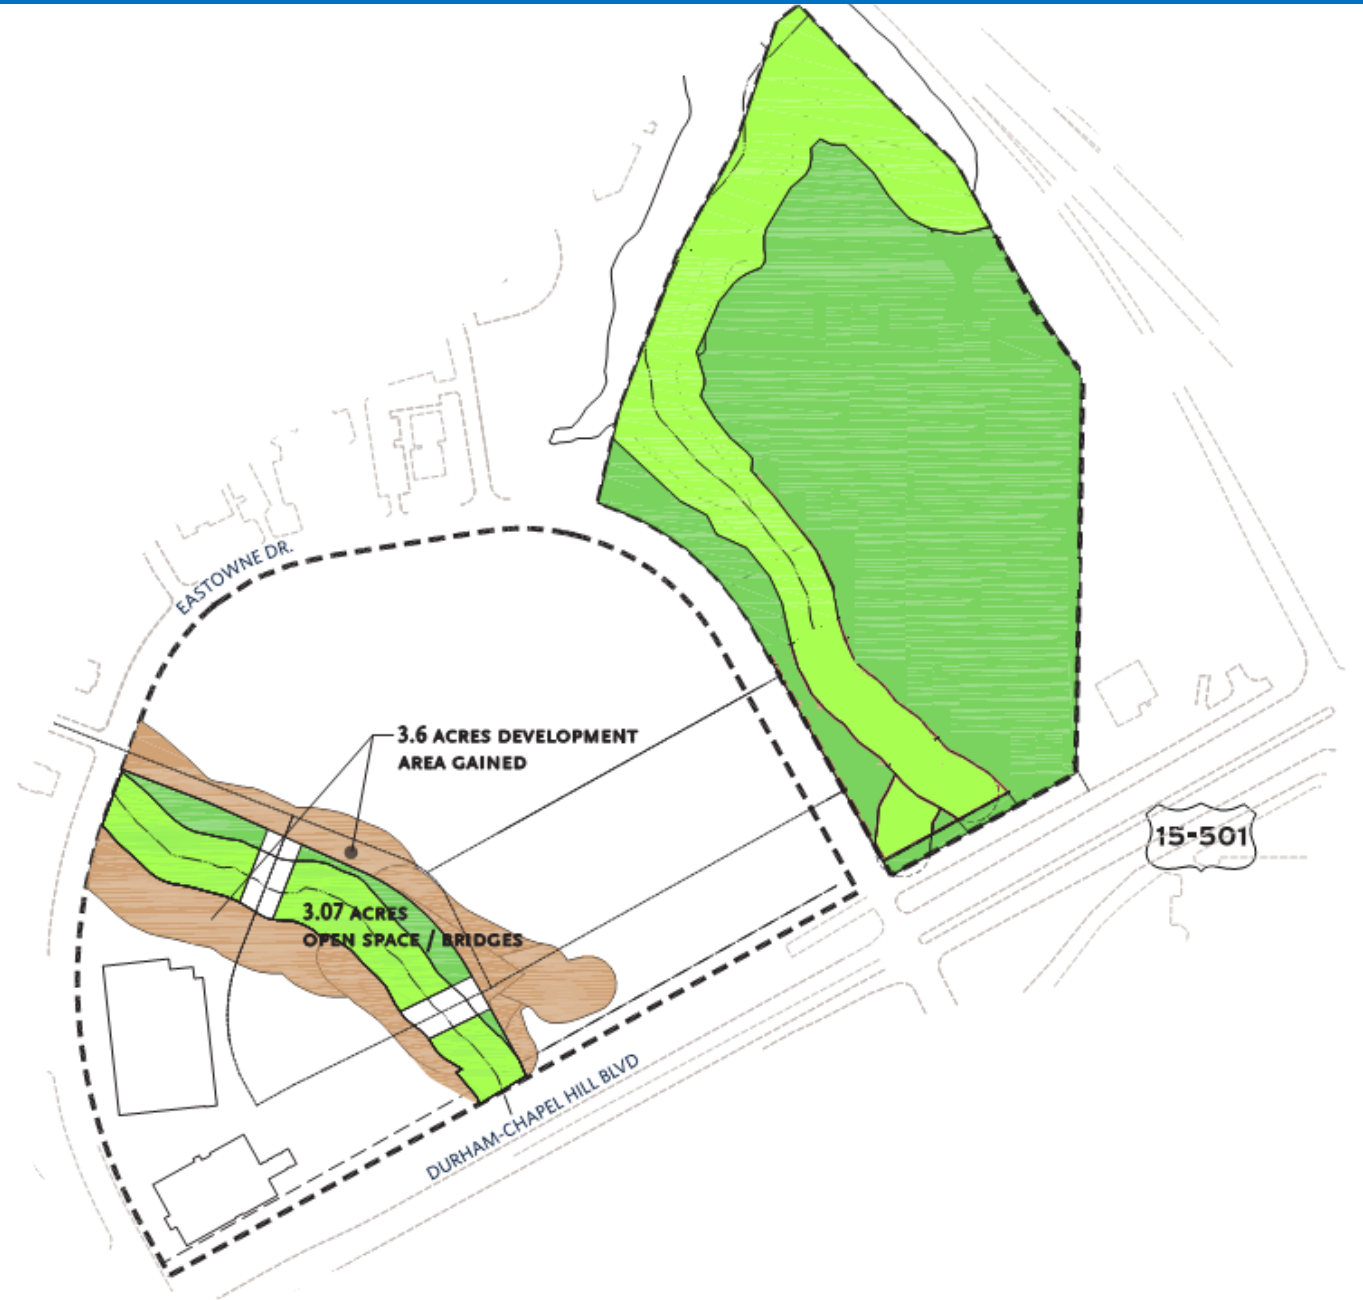 EASTOWNE DR.
3.6 ACRES DEVELOPMENT
AREA GAINED
15-501
3.07 ACRES
OPEN SPACE / BRIDGES
DURHAM-CHAPEL HILL BLVD